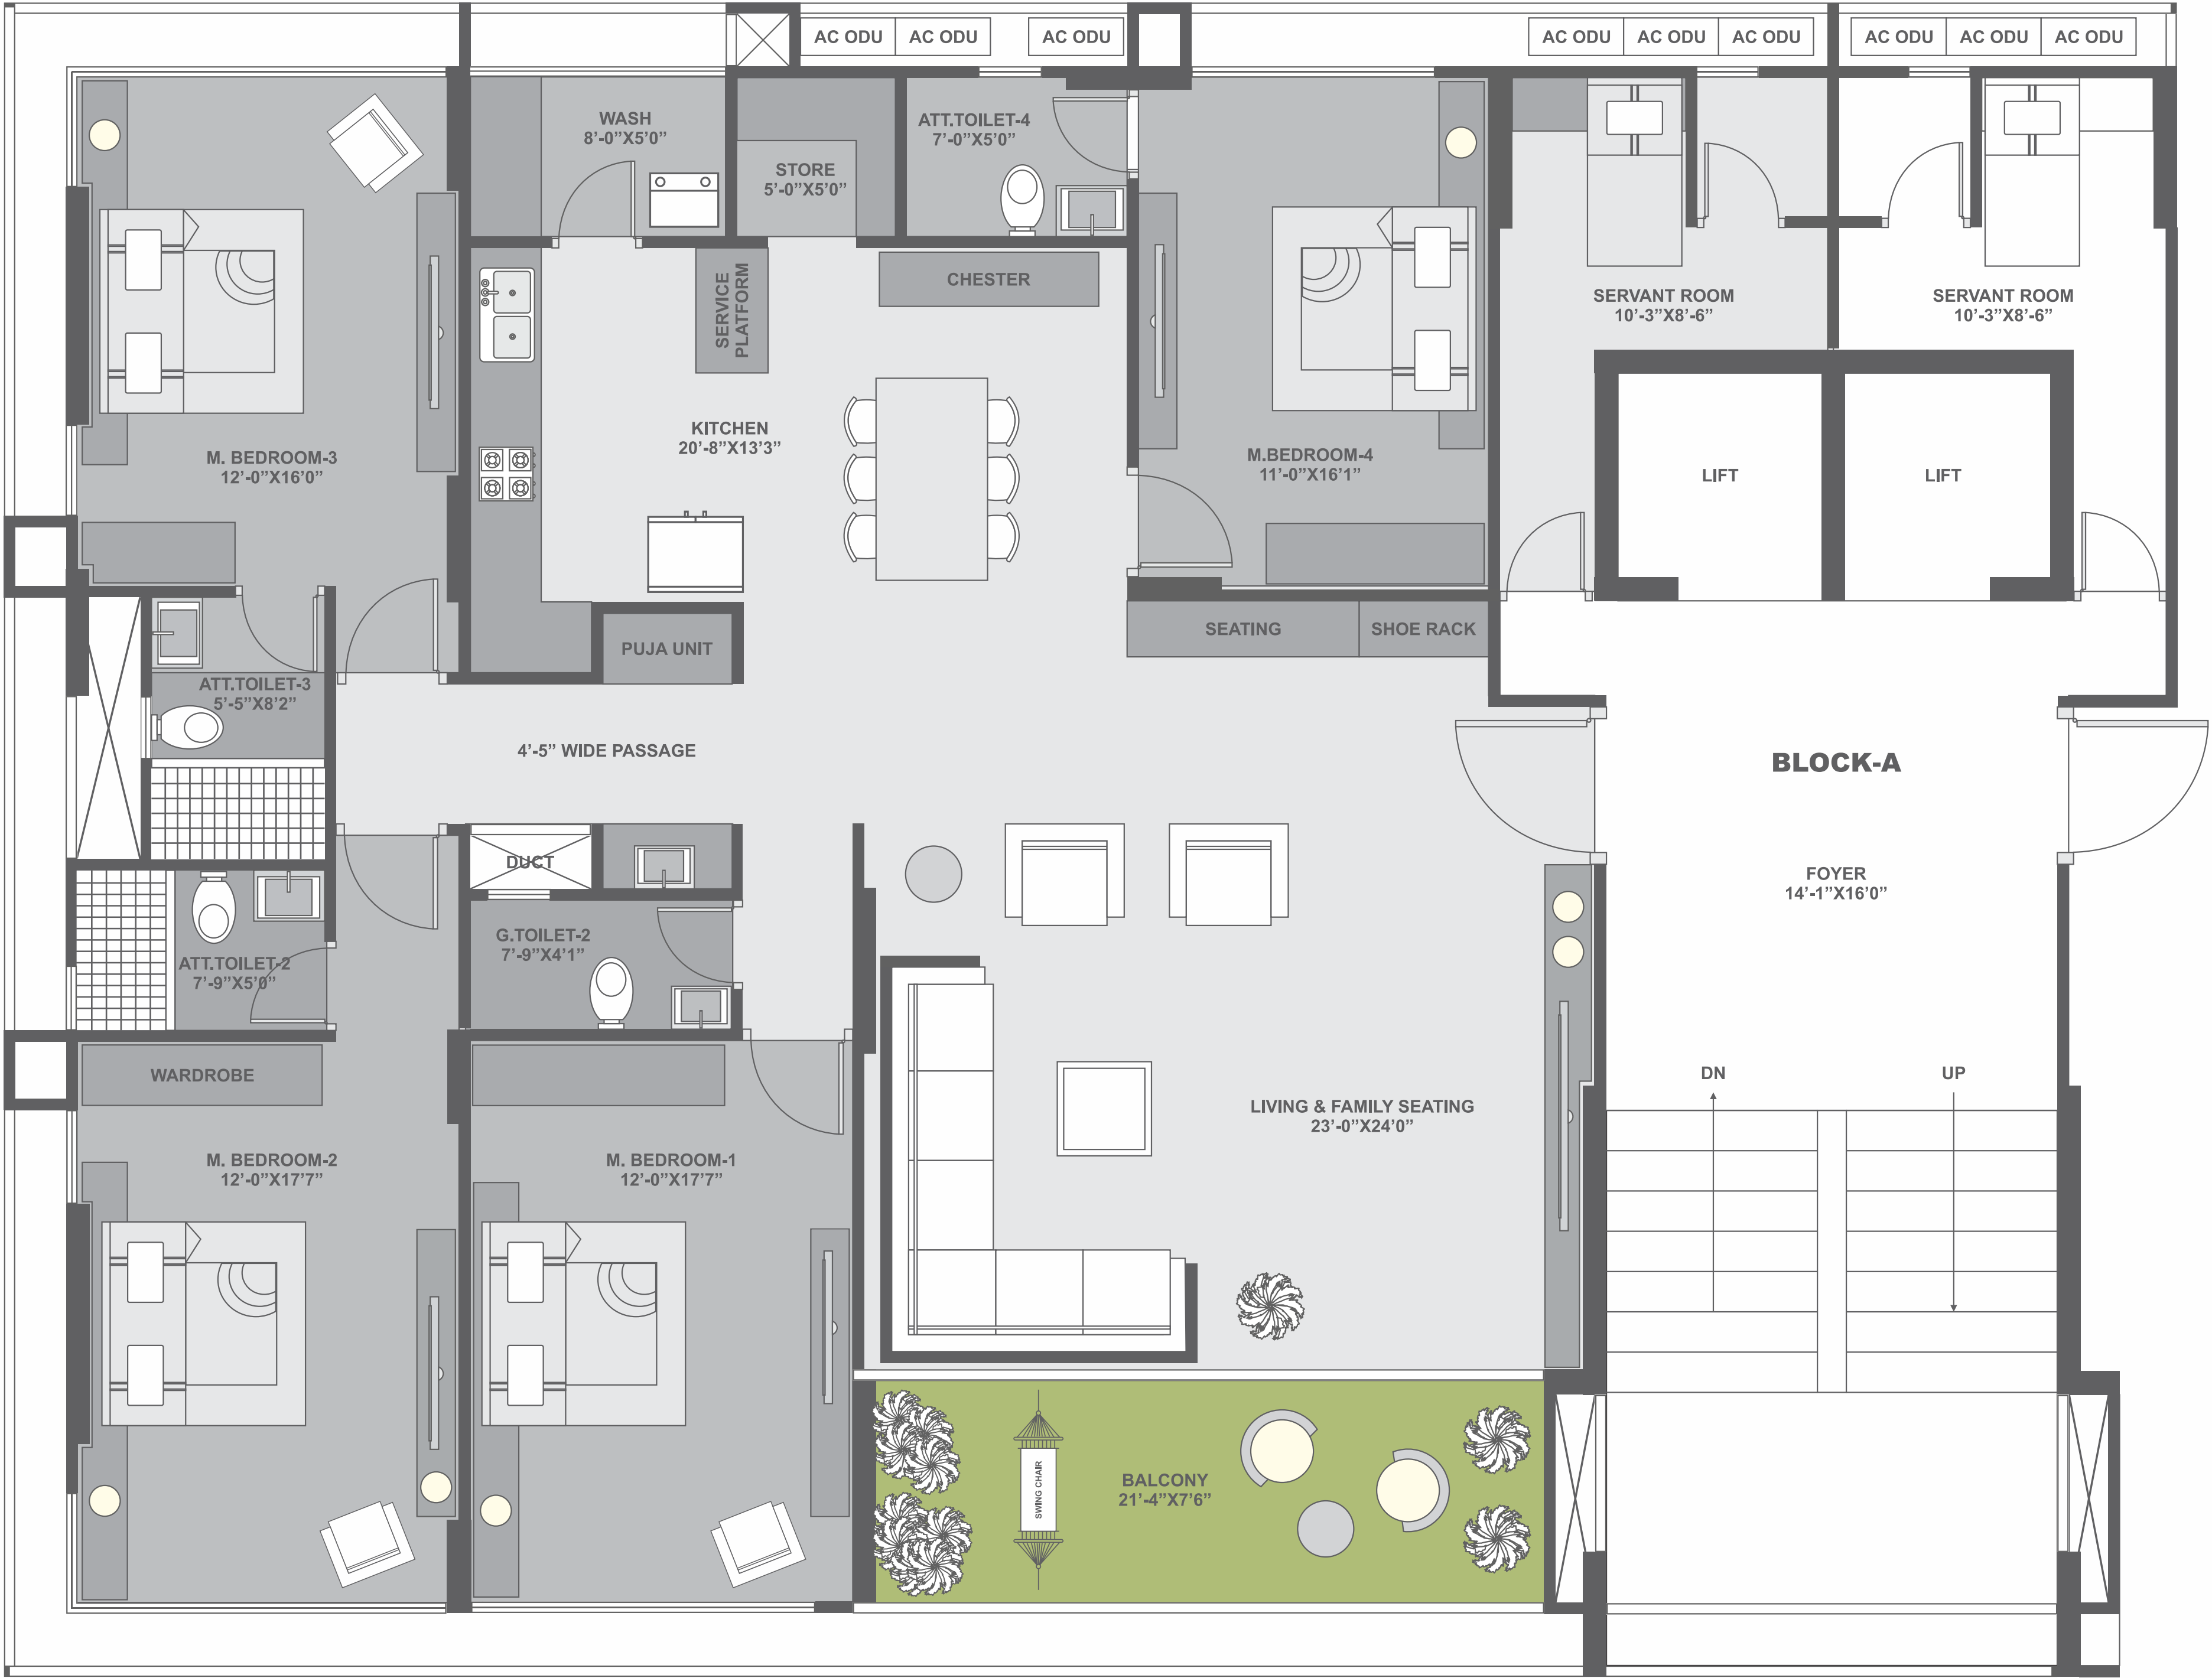 AC ODU
AC ODU
AC ODU
AC ODU
AC ODU
AC ODU
AC ODU
AC ODU
AC ODU
WASH
8’-0”X5’0”
STORE
5’-0”X5’0”
ATT.TOILET-4
7’-0”X5’0”
CHESTER
SERVICE
PLATFORM
SERVANT ROOM
10’-3”X8’-6”
SERVANT ROOM
10’-3”X8’-6”
M. BEDROOM-3
12’-0”X16’0”
KITCHEN
20’-8”X13’3”
M.BEDROOM-4
11’-0”X16’1”
LIFT
LIFT
PUJA UNIT
SEATING
SHOE RACK
ATT.TOILET-3
5’-5”X8’2”
4’-5” WIDE PASSAGE
BLOCK-A
DUCT
FOYER
14’-1”X16’0”
G.TOILET-2
7’-9”X4’1”
ATT.TOILET-2
7’-9”X5’0”
WARDROBE
DN
UP
LIVING & FAMILY SEATING
23’-0”X24’0”
M. BEDROOM-2
12’-0”X17’7”
M. BEDROOM-1
12’-0”X17’7”
SWING CHAIR
BALCONY
21’-4”X7’6”